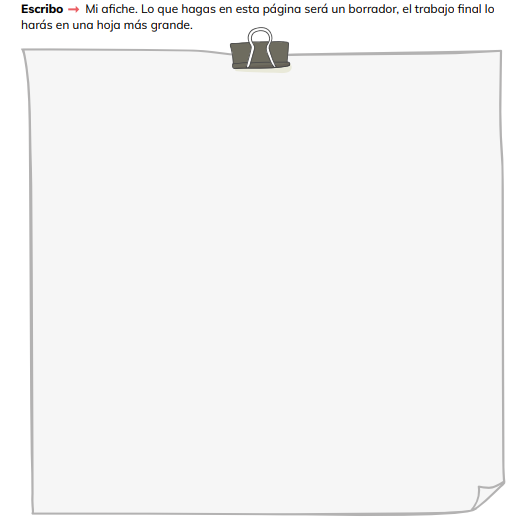 Escribo → Mi afiche. Lo que hagas en esta página será un borrador, el trabajo final lo
harás en una hoja más grande.